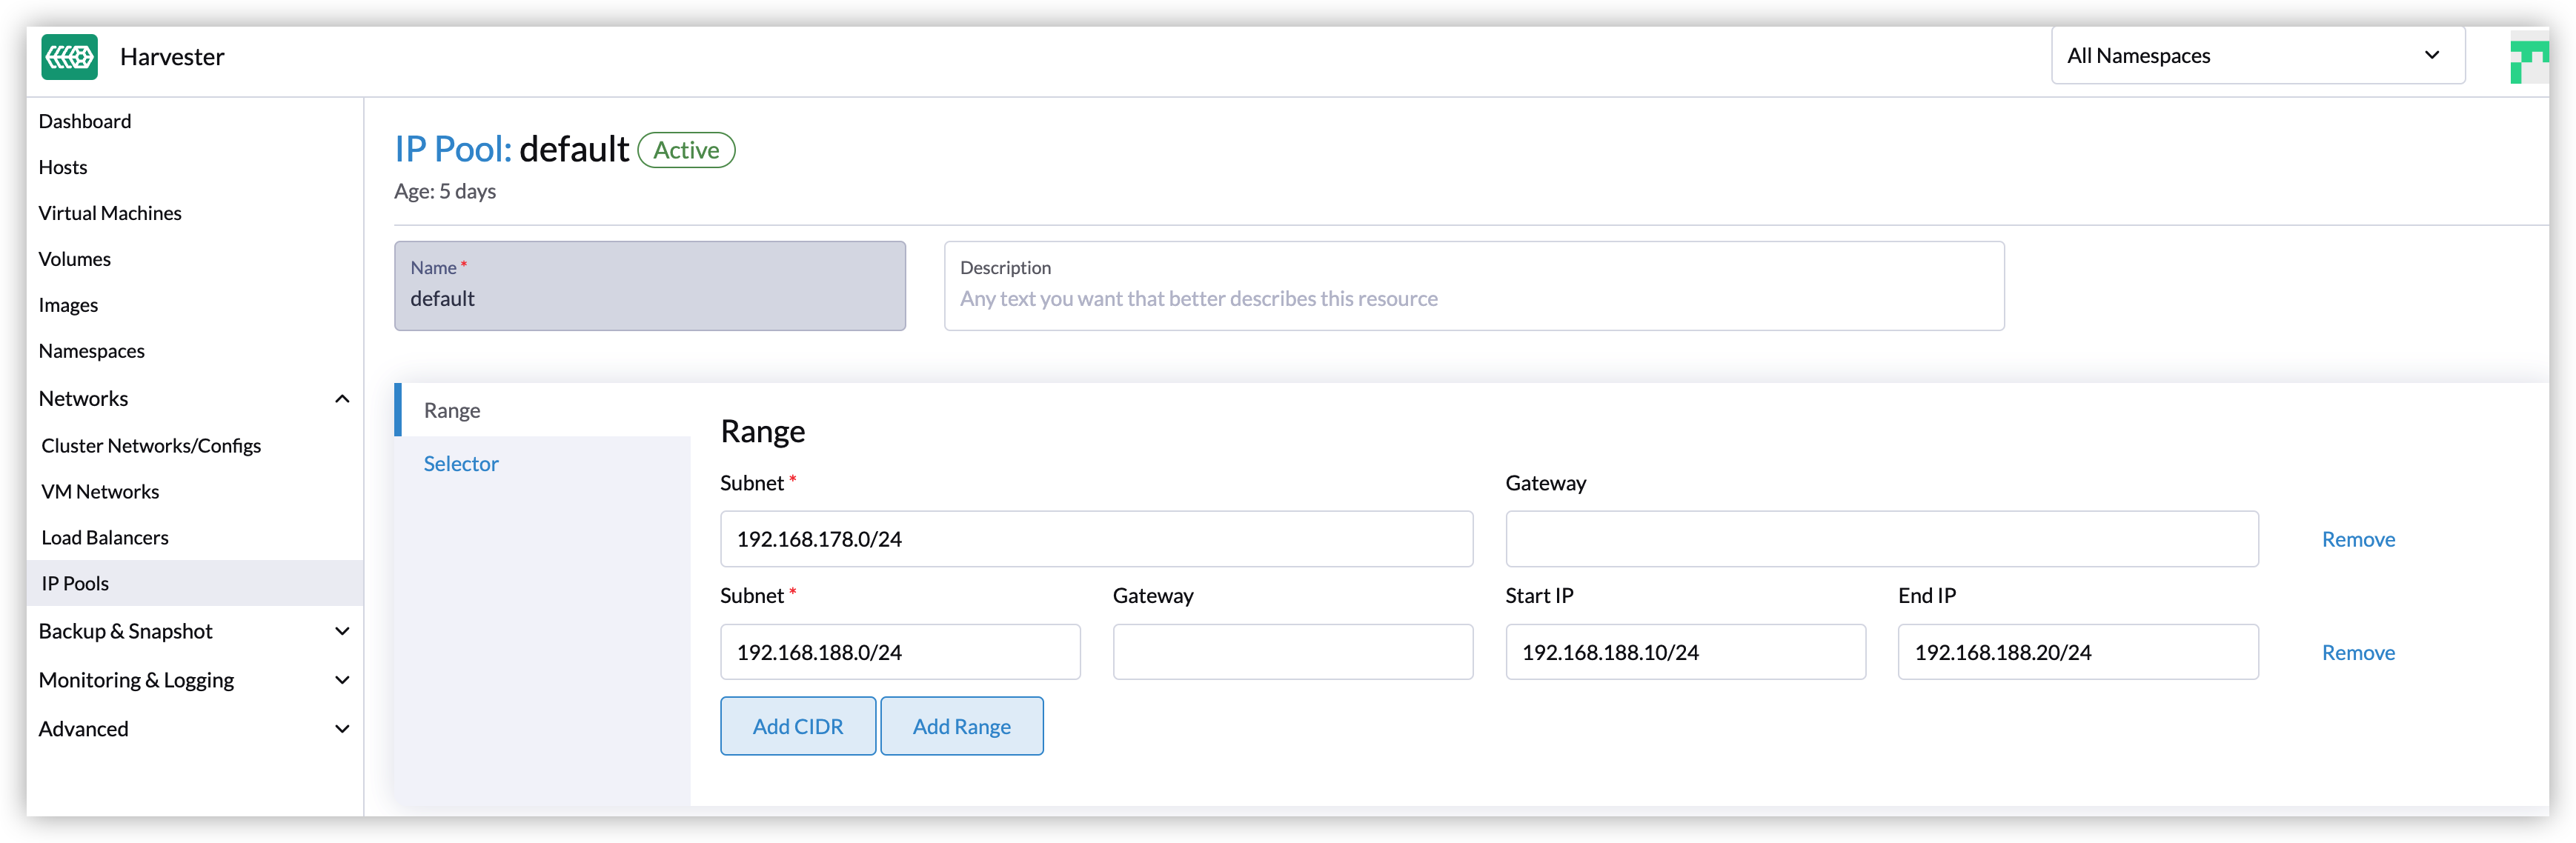 Harvester
All Namespaces
Dashboard
Hosts
Virtual Machines
Volumes
Images
Namespaces
Networks
Cluster Networks/Configs
VM Networks
Load Balancers
IP Pools
Backup & Snapshot
Monitoring & Logging
Advanced
IP Pool: default Active
Age: 5 days
Name *
default
Description
Any text you want that better describes this resource
Range
Selector
Range
Subnet * Gateway
192.168.178.0/24 Remove
Subnet * Gateway Start IP End IP
192.168.188.0/24 192.168.188.10/24 192.168.188.20/24 Remove
Add CIDR Add Range